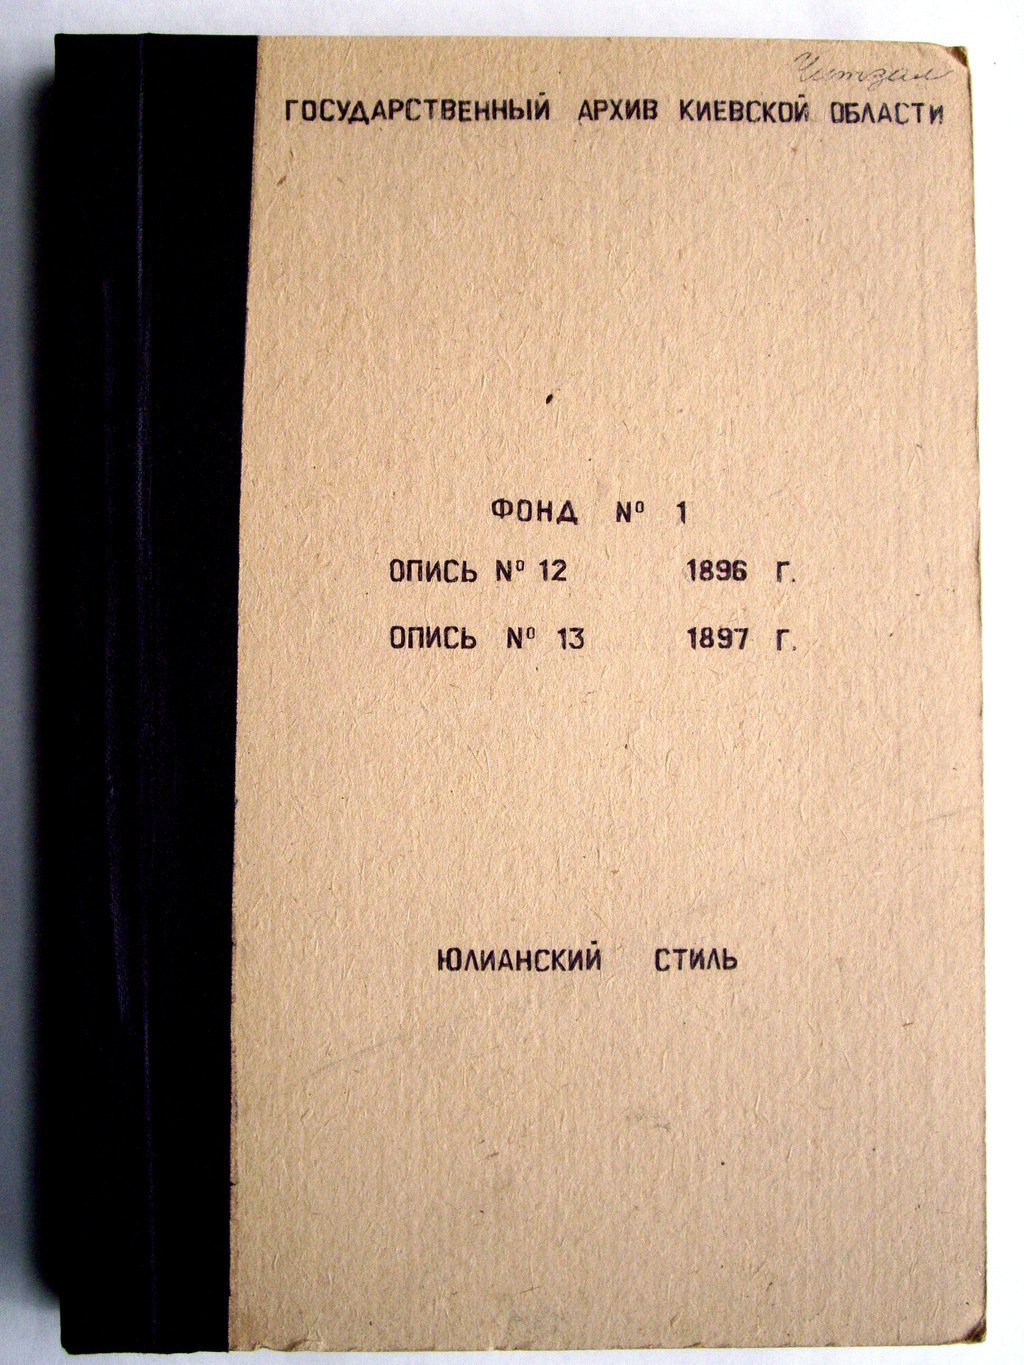 Читзал
ГОСУДАРСТВЕННЫЙ АРХИВ КИЕВСКОЙ ОБЛАСТИ
ФОНД № 1
ОПИСЬ № 12 1896 Г.
ОПИСЬ № 13 1897 Г.
ЮЛИАНСКИЙ СТИЛЬ